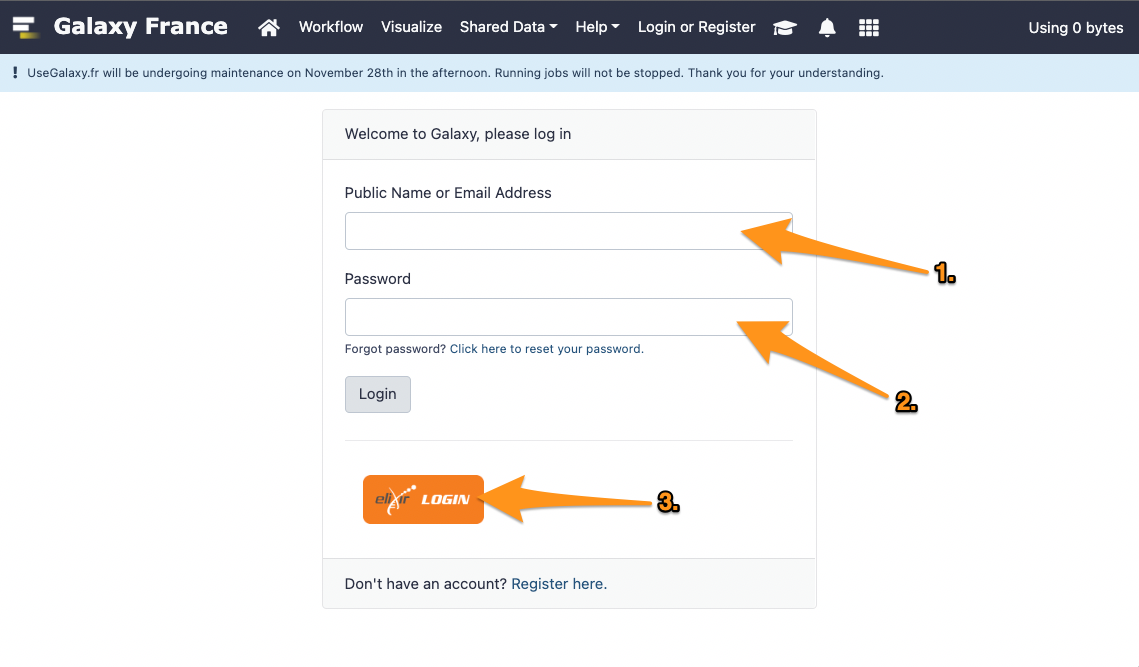 Galaxy France Workflow Visualize Shared Data Help Login or Register Using 0 bytes
! UseGalaxy.fr will be undergoing maintenance on November 28th in the afternoon. Running jobs will not be stopped. Thank you for your understanding.
Welcome to Galaxy, please log in
Public Name or Email Address
1.
Password
Forgot password? Click here to reset your password.
2.
Login
elixir LOGIN
3.
Don't have an account? Register here.